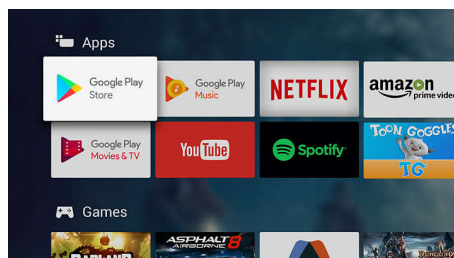 Apps
Google Play
Store
Google Play
Music
NETFLIX
amazon
prime video
Google Play
Movies & TV
YouTube
Spotify
TOON GOGGLES
TG
Games
BADLAND
ASPHALT 8
AIRBORNE